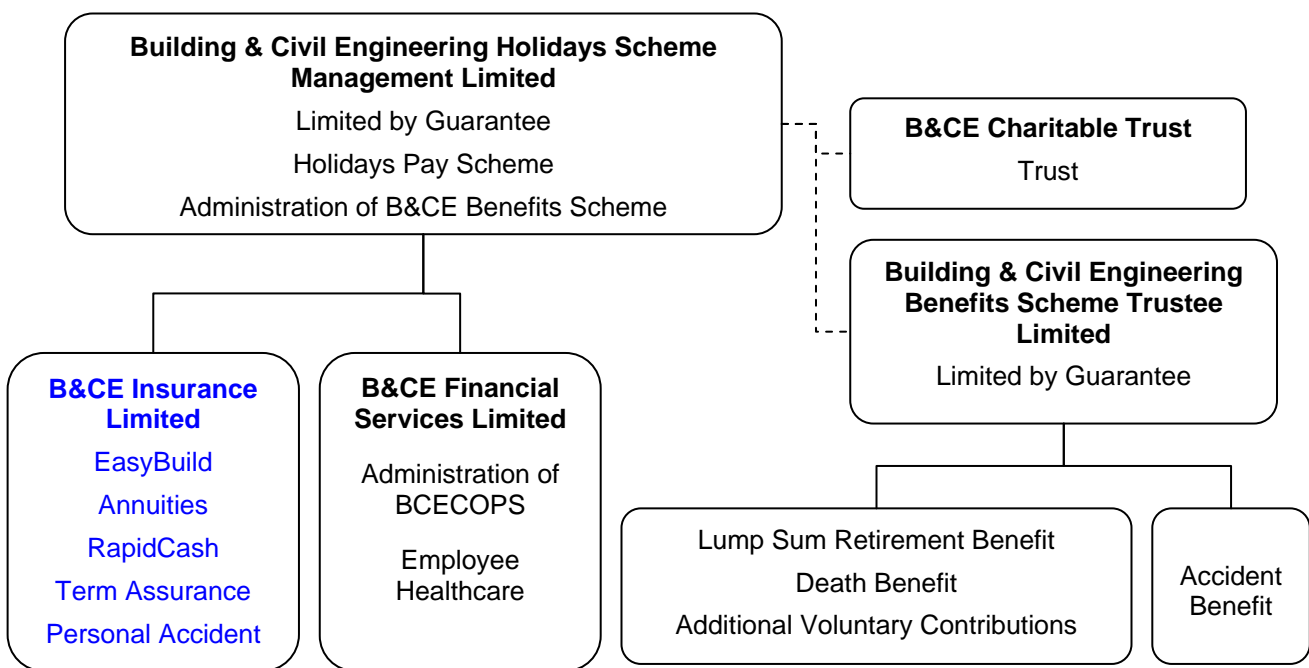 Building & Civil Engineering Holidays Scheme
Management Limited
Limited by Guarantee
Holidays Pay Scheme
Administration of B&CE Benefits Scheme
B&CE Charitable Trust
Trust
Building & Civil Engineering
Benefits Scheme Trustee
Limited
Limited by Guarantee
B&CE Insurance
Limited
EasyBuild
Annuities
RapidCash
Term Assurance
Personal Accident
B&CE Financial
Services Limited
Administration of
BCECOPS
Employee
Healthcare
Lump Sum Retirement Benefit
Death Benefit
Additional Voluntary Contributions
Accident
Benefit